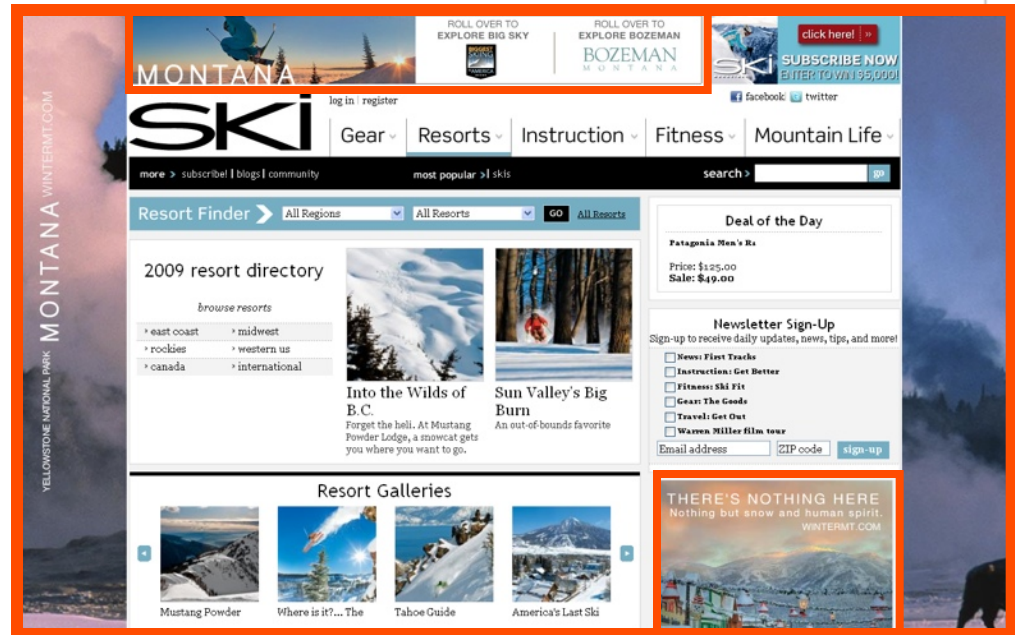 MONTANA
ROLL OVER TO
EXPLORE BIG SKY
BIGGEST
SKIING
IN
AMERICA
ROLL OVER TO
EXPLORE BOZEMAN
BOZEMAN
MONTANA
click here! »
SKI
SUBSCRIBE NOW
ENTER TO WIN $5,000!
facebook twitter
SKI
log in | register
Gear Resorts Instruction Fitness Mountain Life
more > subscribe! | blogs | community
most popular > | skis
search >
go
Resort Finder
All Regions
All Resorts
GO
All Resorts
2009 resort directory
browse resorts
east coast
midwest
rockies
western us
canada
international
Into the Wilds of
B.C.
Forget the heli. At Mustang
Powder Lodge, a snowcat gets
you where you want to go.
Sun Valley's Big
Burn
An out-of-bounds favorite
Deal of the Day
Patagonia Men's Ra
Price: $125.00
Sale: $49.00
Newsletter Sign-Up
Sign-up to receive daily updates, news, tips, and more!
News: First Tracks
Instruction: Get Better
Fitness: Ski Fit
Gear: The Goods
Travel: Get Out
Warren Miller film tour
Email address
ZIP code
sign-up
Resort Galleries
Mustang Powder
Where is it?... The
Tahoe Guide
America's Last Ski
THERE'S NOTHING HERE
Nothing but snow and human spirit.
WINTERMT.COM
YELLOWSTONE NATIONAL PARK MONTANA WINTERMT.COM